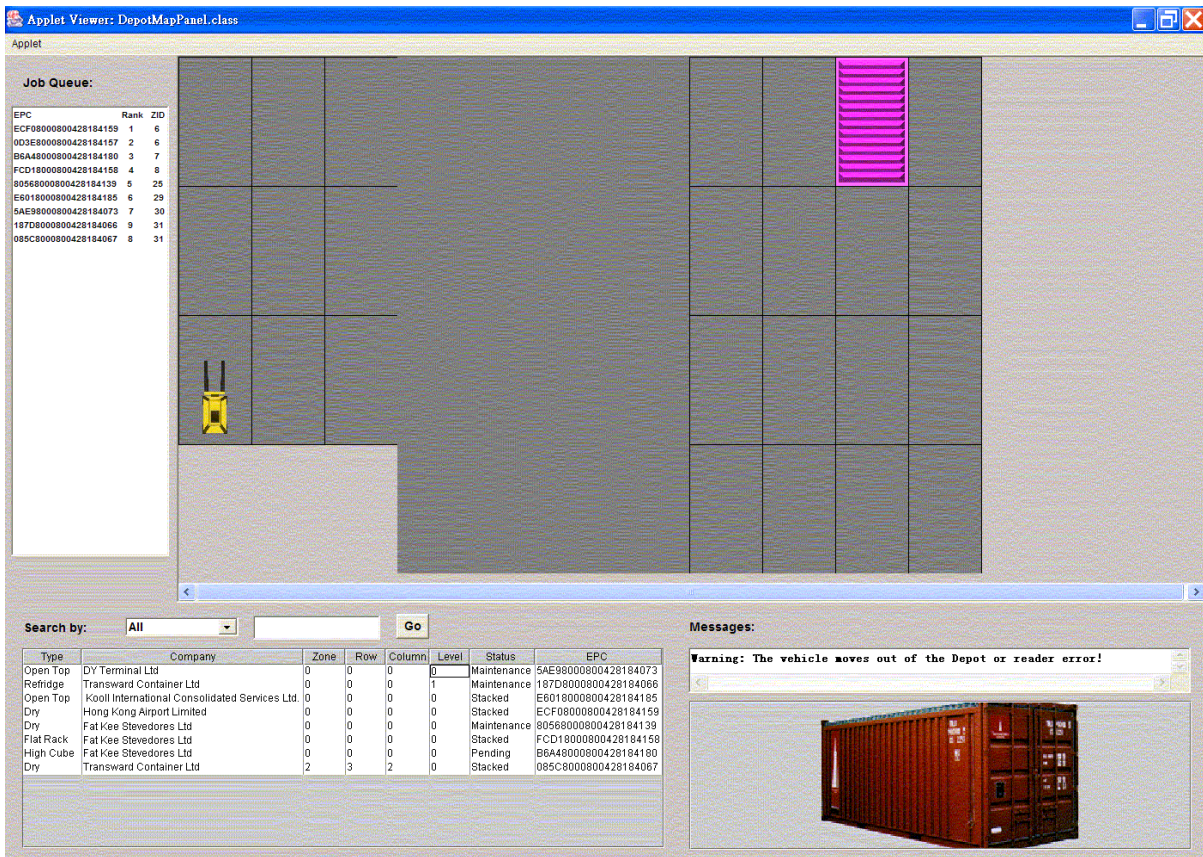 Applet Viewer: DepotMapPanel.class
Applet
Job Queue:
EPC Rank ZID
ECF08000800428184159 1 6
0D3E8000800428184157 2 6
B6A48000800428184180 3 7
FCD18000800428184158 4 8
80568000800428184139 5 25
E6018000800428184185 6 29
5AE98000800428184073 7 30
187D8000800428184066 9 31
085C8000800428184067 8 31
Search by: All Go
Type Company Zone Row Column Level Status EPC
Open Top DY Terminal Ltd 0 0 0 0 Maintenance 5AE98000800428184073
Refridge Transward Container Ltd 0 0 0 1 Maintenance 187D8000800428184066
Open Top Kooll International Consolidated Services Ltd. 0 0 0 0 Stacked E6018000800428184185
Dry Hong Kong Airport Limited 0 0 0 0 Stacked ECF08000800428184159
Dry Fat Kee Stevedores Ltd 0 0 0 0 Maintenance 80568000800428184139
Flat Rack Fat Kee Stevedores Ltd 0 0 0 0 Stacked FCD18000800428184158
High Cube Fat Kee Stevedores Ltd 0 0 0 0 Pending B6A48000800428184180
Dry Transward Container Ltd 2 3 2 0 Stacked 085C8000800428184067
Messages:
Warning: The vehicle moves out of the Depot or reader error!